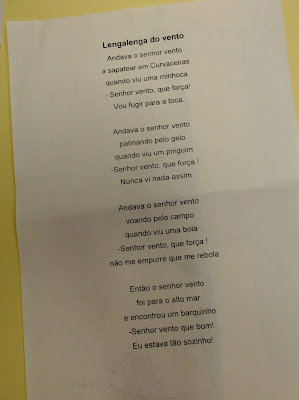 Lengalenga do vento
Andava o senhor vento
a sapatear em Curvaceiras
quando viu uma minhoca
- Senhor vento, que força!
Vou fugir para a toca.
Andava o senhor vento
palinando pelo gelo
quando viu um pinguim
-Senhor vento, que força !
Nunca vi nada assim
Andava o senhor vento
voando pelo campo
quando viu uma boia
-Senhor vento, que força !
não me empurre que me rebola
Então o senhor vento
foi para o alto mar
e encontrou um barquinho
-Senhor vento que bom!
Eu estava tão sozinho!